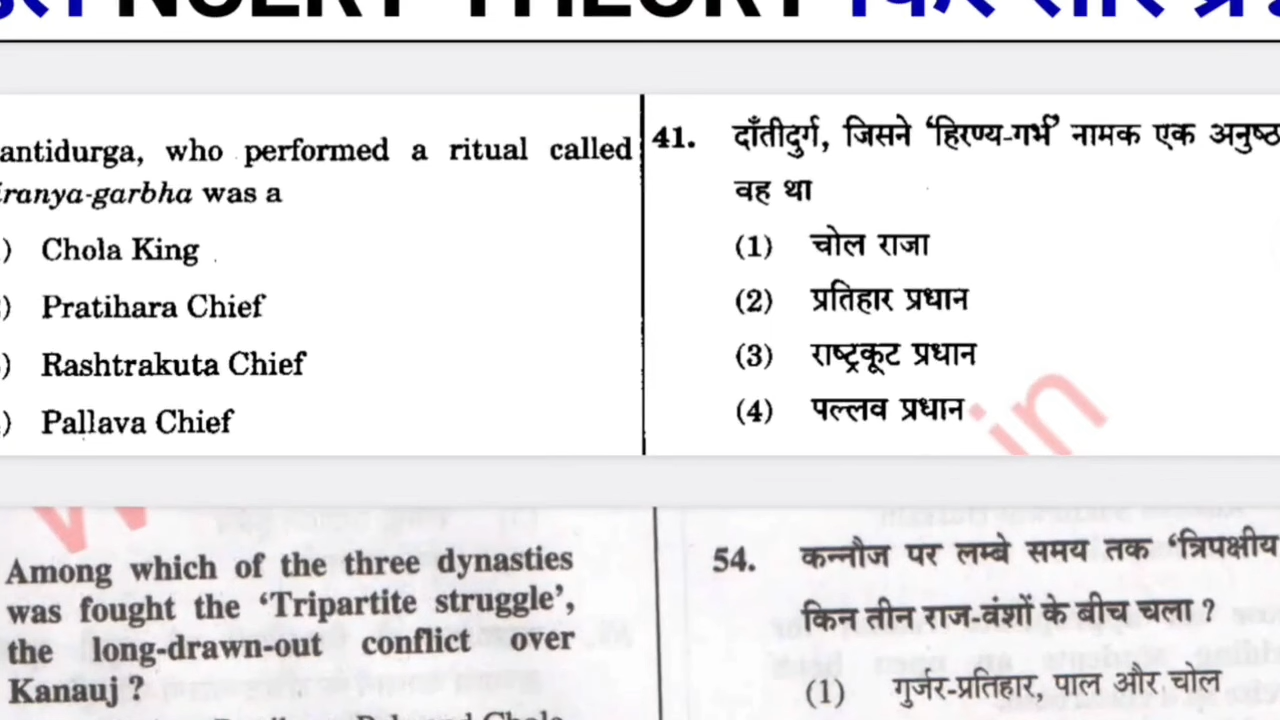 NCERT THEORY फिर सारे
antidurga, who performed a ritual called
iranya-garbha was a
) Chola King
) Pratihara Chief
) Rashtrakuta Chief
) Pallava Chief
41. दाँतीदुर्ग, जिसने ‘हिरण्य-गर्भ’ नामक एक अनुष्ठ
वह था
(1) चोल राजा
(2) प्रतिहार प्रधान
(3) राष्ट्रकूट प्रधान
(4) पल्लव प्रधान
in
Among which of the three dynasties
was fought the ‘Tripartite struggle’,
the long-drawn-out conflict over
Kanauj ?
54. कन्नौज पर लम्बे समय तक ‘त्रिपक्षीय
किन तीन राज-वंशों के बीच चला ?
(1) गुर्जर-प्रतिहार, पाल और चोल